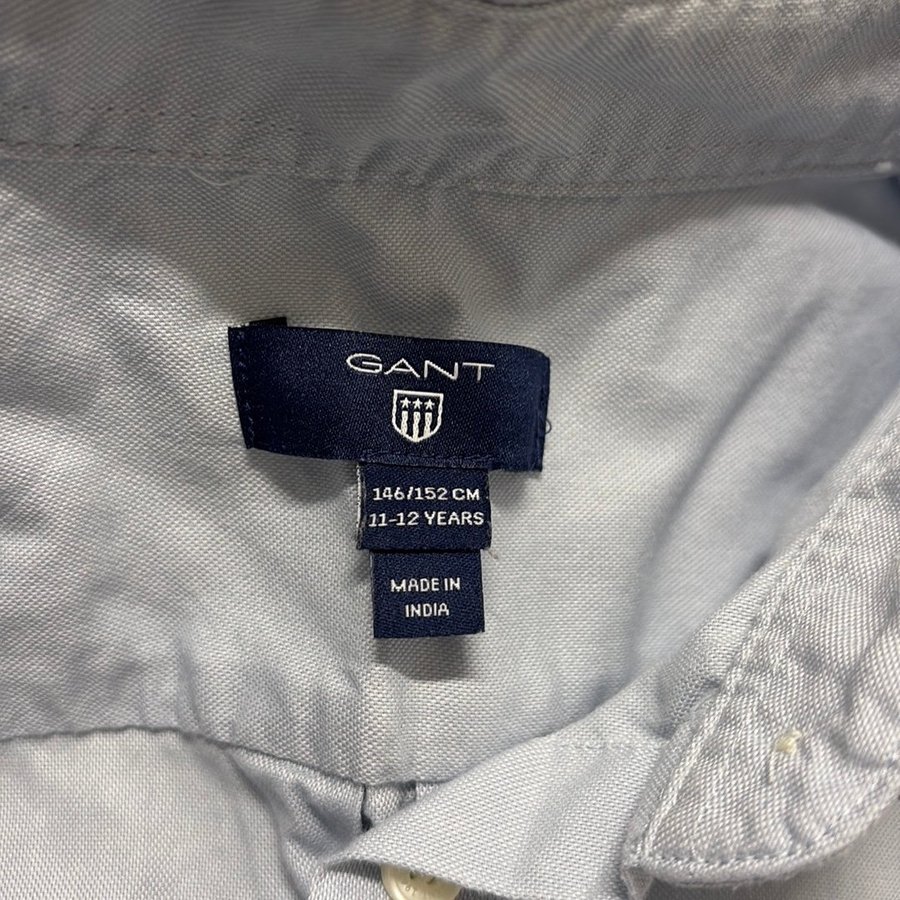 GANT
146/152 CM
11-12 YEARS
MADE IN
INDIA